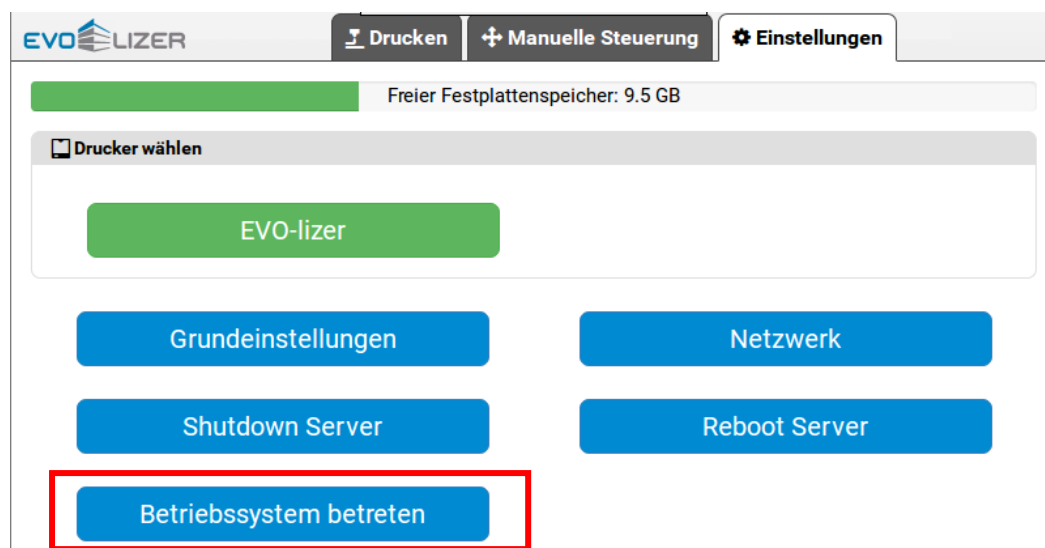 EVOLIZER
Drucken
Manuelle Steuerung
Einstellungen
Freier Festplattenspeicher: 9.5 GB
Drucker wählen
EVO-lizer
Grundeinstellungen
Netzwerk
Shutdown Server
Reboot Server
Betriebssystem betreten